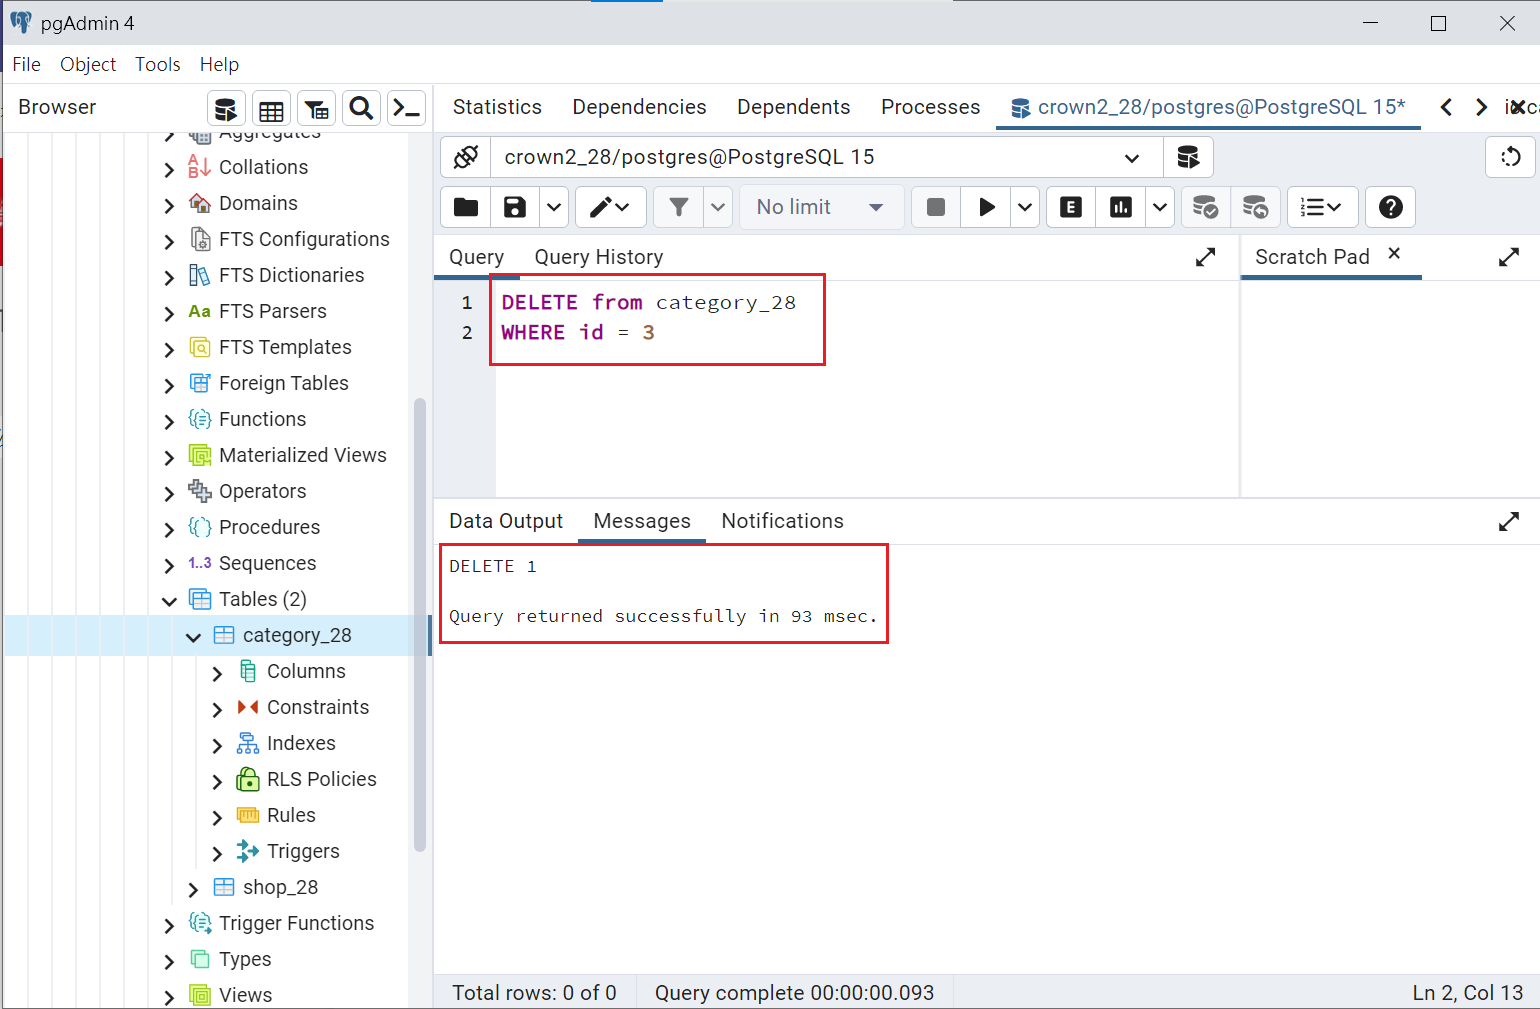 pgAdmin 4
File Object Tools Help
Browser
Statistics Dependencies Dependents Processes crown2_28/postgres@PostgreSQL 15*
crown2_28/postgres@PostgreSQL 15
No limit
E
Query Query History
Scratch Pad
1 DELETE from category_28
2 WHERE id = 3
Data Output Messages Notifications
DELETE 1
Query returned successfully in 93 msec.
Aggregates
Collations
Domains
FTS Configurations
FTS Dictionaries
Aa FTS Parsers
FTS Templates
Foreign Tables
Functions
Materialized Views
Operators
Procedures
1..3 Sequences
Tables (2)
category_28
Columns
Constraints
Indexes
RLS Policies
Rules
Triggers
shop_28
Trigger Functions
Types
Views
Total rows: 0 of 0 Query complete 00:00:00.093 Ln 2, Col 13